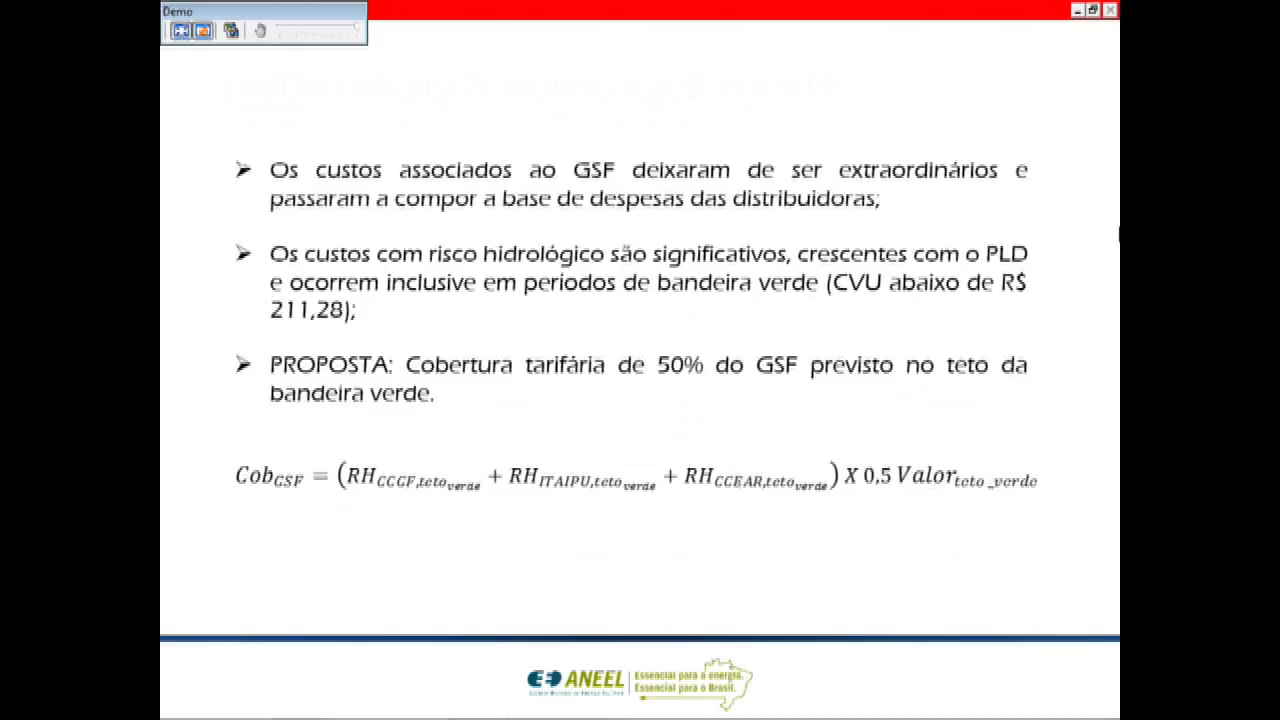 Demo
➢ Os custos associados ao GSF deixaram de ser extraordinários e
passaram a compor a base de despesas das distribuidoras;
➢ Os custos com risco hidrológico são significativos, crescentes com o PLD
e ocorrem inclusive em períodos de bandeira verde (CVU abaixo de R$
211,28);
➢ PROPOSTA: Cobertura tarifária de 50% do GSF previsto no teto da
bandeira verde.
Cob_GSF = (RH_CCGF,teto_verde + RH_ITAIPU,teto_verde + RH_CCEAR,teto_verde) X 0,5 Valor_teto_verde
ANEEL
Essencial para a energia.
Essencial para o Brasil.